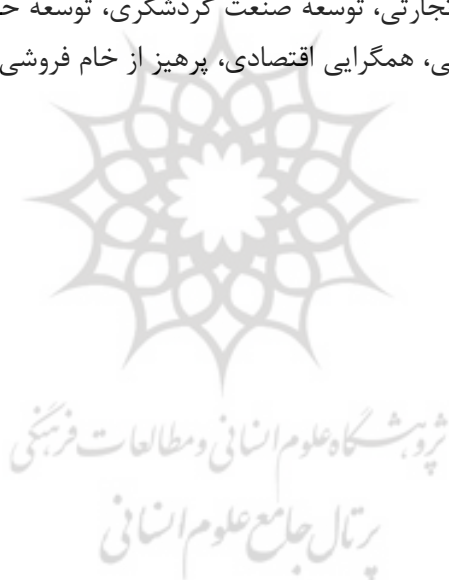 تجارتی، توسعه صنعت گردشگری، توسعه
ی، همگرایی اقتصادی، پرهیز از خام فروشی
پژوهشگاه علوم انسانی و مطالعات فرهنگی
پرتال جامع علوم انسانی